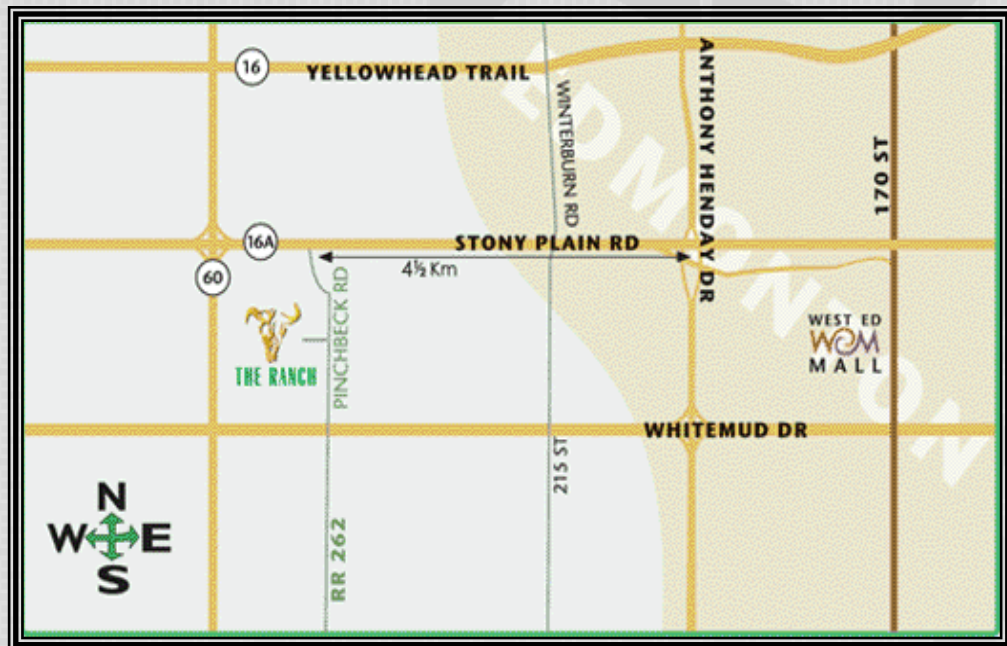 EDMONTON
16
YELLOWHEAD TRAIL
WINTERBURN RD
ANTHONY HENDAY DR
170 ST
16A
STONY PLAIN RD
4½ Km
60
PINCHBECK RD
THE RANCH
WEST ED
WEM
MALL
WHITEMUD DR
215 ST
RR 262
N
W E
S